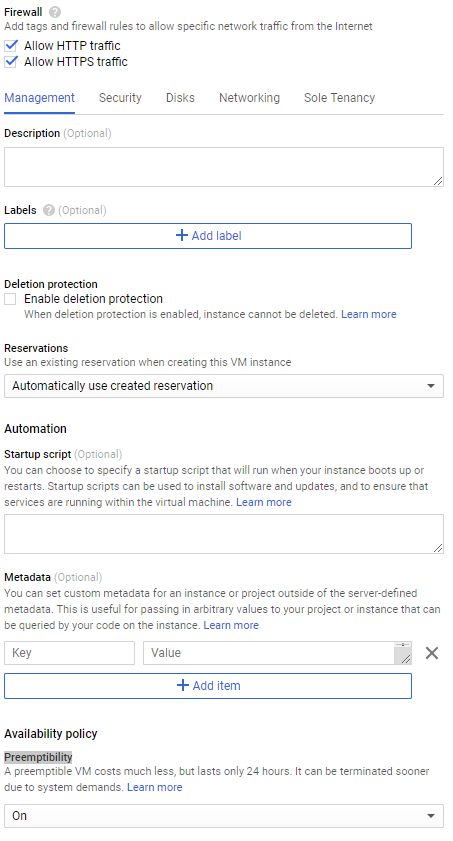 Firewall ?
Add tags and firewall rules to allow specific network traffic from the Internet
Allow HTTP traffic
Allow HTTPS traffic
Management Security Disks Networking Sole Tenancy
Description (Optional)
Labels ? (Optional)
+ Add label
Deletion protection
Enable deletion protection
When deletion protection is enabled, instance cannot be deleted. Learn more
Reservations
Use an existing reservation when creating this VM instance
Automatically use created reservation
Automation
Startup script (Optional)
You can choose to specify a startup script that will run when your instance boots up or
restarts. Startup scripts can be used to install software and updates, and to ensure that
services are running within the virtual machine. Learn more
Metadata (Optional)
You can set custom metadata for an instance or project outside of the server-defined
metadata. This is useful for passing in arbitrary values to your project or instance that can
be queried by your code on the instance. Learn more
Key Value
+ Add item
Availability policy
Preemptibility
A preemptible VM costs much less, but lasts only 24 hours. It can be terminated sooner
due to system demands. Learn more
On